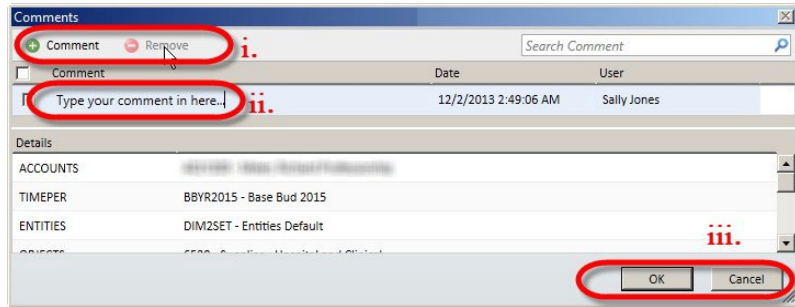 Comments
Comment Remove i. Search Comment
Comment Date User
Type your comment in here... ii. 12/2/2013 2:49:06 AM Sally Jones
Details
ACCOUNTS
TIMEPER BBYR2015 - Base Bud 2015
ENTITIES DIM2SET - Entities Default
iii.
OK Cancel